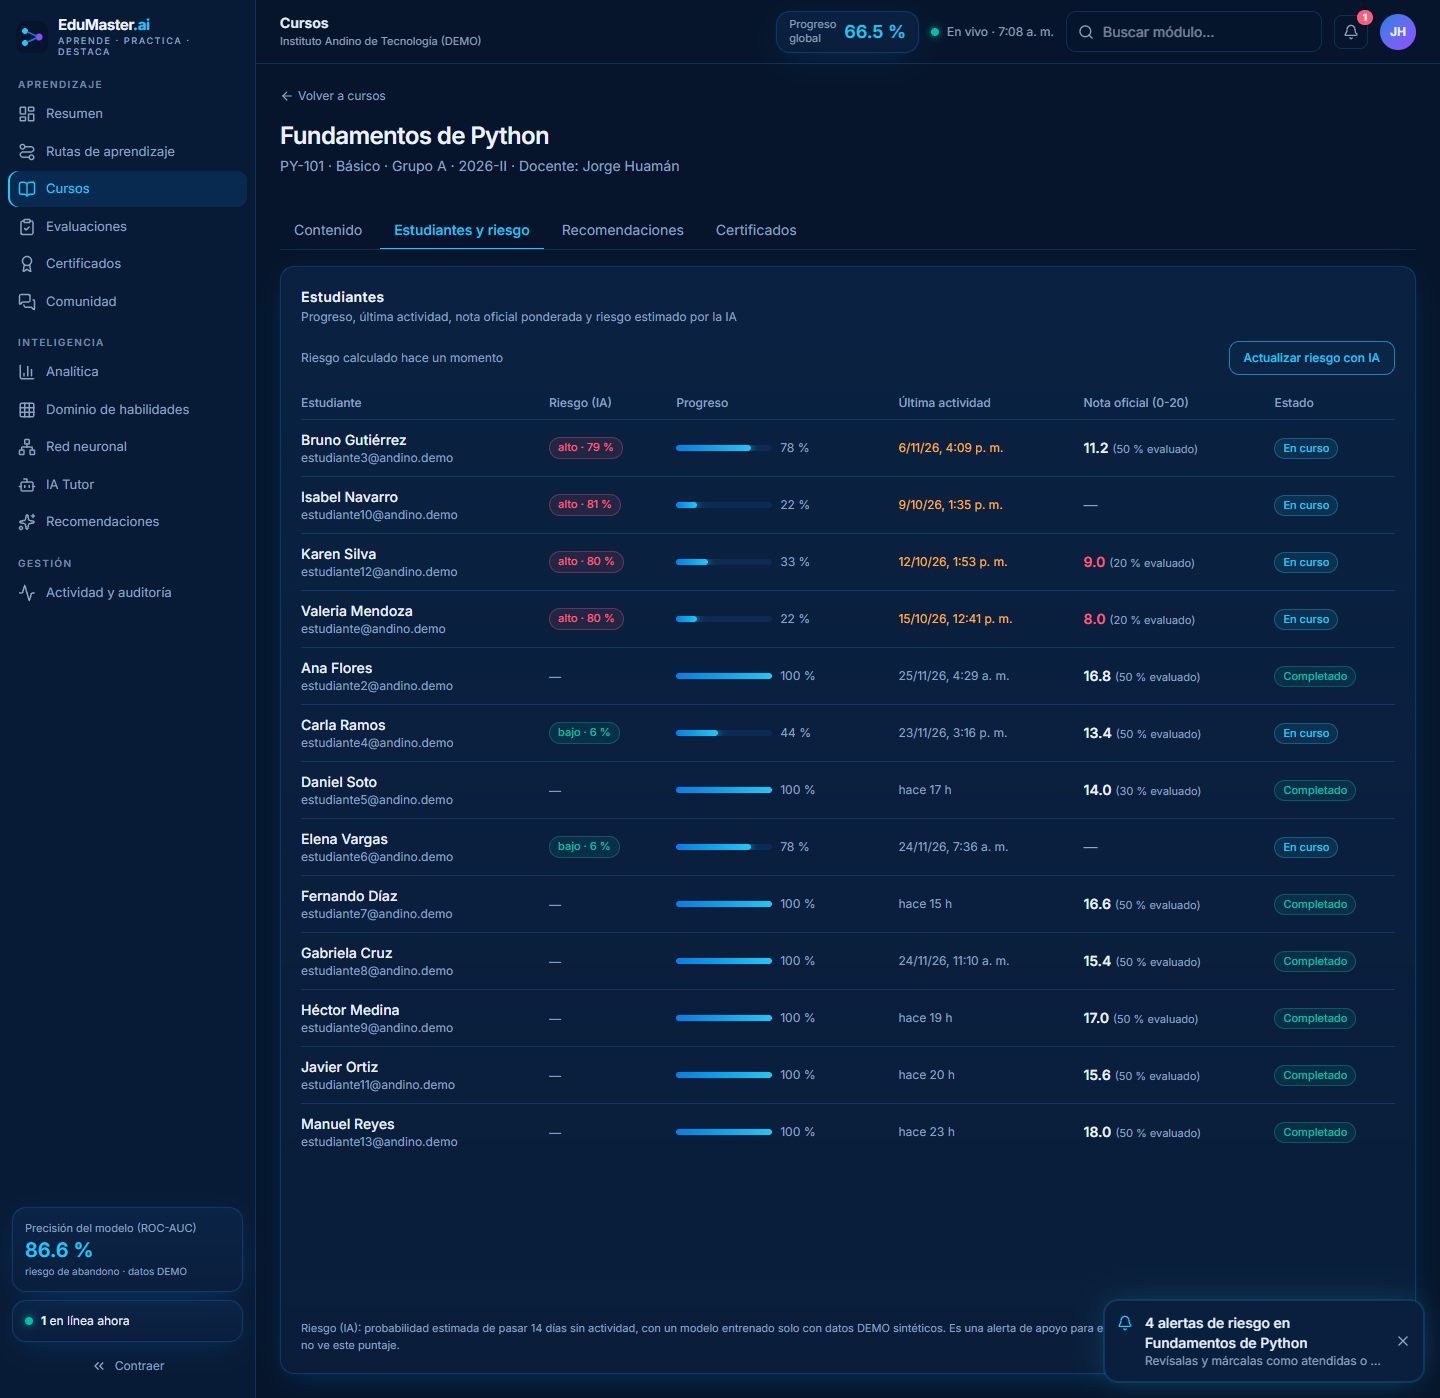 EduMaster.ai
APRENDE · PRACTICA ·
DESTACA
APRENDIZAJE
Resumen
Rutas de aprendizaje
Cursos
Evaluaciones
Certificados
Comunidad
INTELIGENCIA
Analítica
Dominio de habilidades
Red neuronal
IA Tutor
Recomendaciones
GESTIÓN
Actividad y auditoría
Precisión del modelo (ROC-AUC)
86.6 %
riesgo de abandono · datos DEMO
1 en línea ahora
Contraer
Cursos
Instituto Andino de Tecnología (DEMO)
Progreso
global
66.5 %
En vivo · 7:08 a. m.
Buscar módulo...
1
JH
Volver a cursos
Fundamentos de Python
PY-101 · Básico · Grupo A · 2026-II · Docente: Jorge Huamán
Contenido Estudiantes y riesgo Recomendaciones Certificados
Estudiantes
Progreso, última actividad, nota oficial ponderada y riesgo estimado por la IA
Riesgo calculado hace un momento
Actualizar riesgo con IA
Estudiante Riesgo (IA) Progreso Última actividad Nota oficial (0-20) Estado
Bruno Gutiérrez
estudiante3@andino.demo
alto · 79 % 78 % 6/11/26, 4:09 p. m. 11.2 (50 % evaluado) En curso
Isabel Navarro
estudiante10@andino.demo
alto · 81 % 22 % 9/10/26, 1:35 p. m. — En curso
Karen Silva
estudiante12@andino.demo
alto · 80 % 33 % 12/10/26, 1:53 p. m. 9.0 (20 % evaluado) En curso
Valeria Mendoza
estudiante@andino.demo
alto · 80 % 22 % 15/10/26, 12:41 p. m. 8.0 (20 % evaluado) En curso
Ana Flores
estudiante2@andino.demo
— 100 % 25/11/26, 4:29 a. m. 16.8 (50 % evaluado) Completado
Carla Ramos
estudiante4@andino.demo
bajo · 6 % 44 % 23/11/26, 3:16 p. m. 13.4 (50 % evaluado) En curso
Daniel Soto
estudiante5@andino.demo
— 100 % hace 17 h 14.0 (30 % evaluado) Completado
Elena Vargas
estudiante6@andino.demo
bajo · 6 % 78 % 24/11/26, 7:36 a. m. — En curso
Fernando Díaz
estudiante7@andino.demo
— 100 % hace 15 h 16.6 (50 % evaluado) Completado
Gabriela Cruz
estudiante8@andino.demo
— 100 % 24/11/26, 11:10 a. m. 15.4 (50 % evaluado) Completado
Héctor Medina
estudiante9@andino.demo
— 100 % hace 19 h 17.0 (50 % evaluado) Completado
Javier Ortiz
estudiante11@andino.demo
— 100 % hace 20 h 15.6 (50 % evaluado) Completado
Manuel Reyes
estudiante13@andino.demo
— 100 % hace 23 h 18.0 (50 % evaluado) Completado
Riesgo (IA): probabilidad estimada de pasar 14 días sin actividad, con un modelo entrenado solo con datos DEMO sintéticos. Es una alerta de apoyo para e
no ve este puntaje.
4 alertas de riesgo en
Fundamentos de Python
Revísalas y márcalas como atendidas o ...